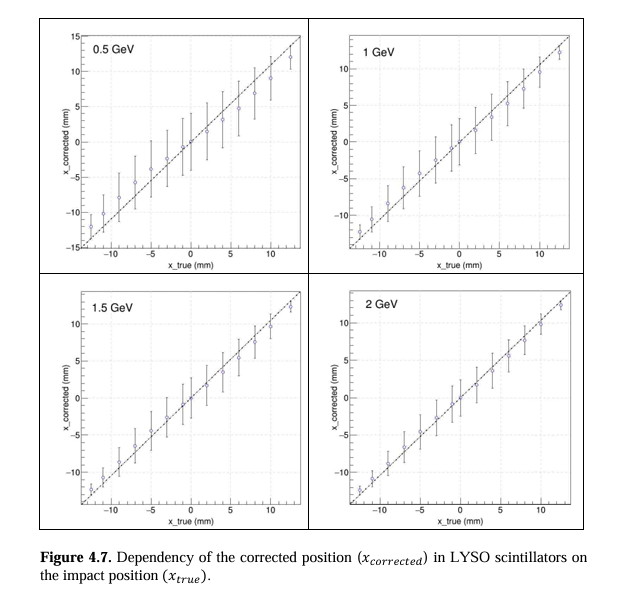 0.5 GeV
15
10
5
0
−5
−10
−15
−10 −5 0 5 10
x_corrected (mm)
x_true (mm)
1 GeV
10
5
0
−5
−10
−10 −5 0 5 10
x_corrected (mm)
x_true (mm)
1.5 GeV
10
5
0
−5
−10
−10 −5 0 5 10
x_corrected (mm)
x_true (mm)
2 GeV
10
5
0
−5
−10
−10 −5 0 5 10
x_corrected (mm)
x_true (mm)
Figure 4.7. Dependency of the corrected position (x_corrected) in LYSO scintillators on
the impact position (x_true).